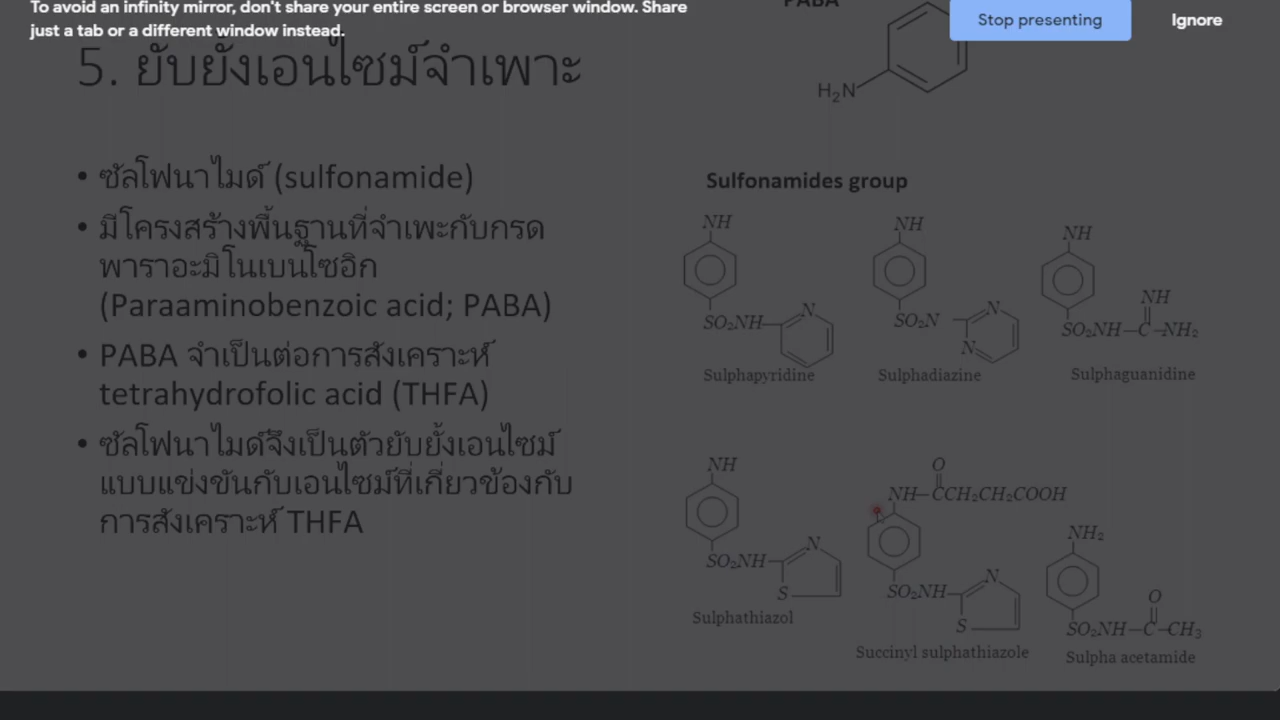 To avoid an infinity mirror, don't share your entire screen or browser window. Share
just a tab or a different window instead.
Stop presenting
Ignore
PABA
H₂N
5. ยับยั้งเอนไซม์จำเพาะ
• ซัลโฟนาไมด์ (sulfonamide)
• มีโครงสร้างพื้นฐานที่จำเพะกับกรด
พาราอะมิโนเบนโซอิก
(Paraaminobenzoic acid; PABA)
• PABA จำเป็นต่อการสังเคราะห์
tetrahydrofolic acid (THFA)
• ซัลโฟนาไมด์จึงเป็นตัวยับยั้งเอนไซม์
แบบแข่งขันกับเอนไซม์ที่เกี่ยวข้องกับ
การสังเคราะห์ THFA
Sulfonamides group
NH
SO₂NH
N
Sulphapyridine
NH
SO₂N
N
N
Sulphadiazine
NH
NH
SO₂NH–C–NH₂
Sulphaguanidine
NH
SO₂NH
N
S
Sulphathiazol
O
NH–CCH₂CH₂COOH
SO₂NH
N
S
Succinyl sulphathiazole
NH₂
O
SO₂NH–C–CH₃
Sulpha acetamide